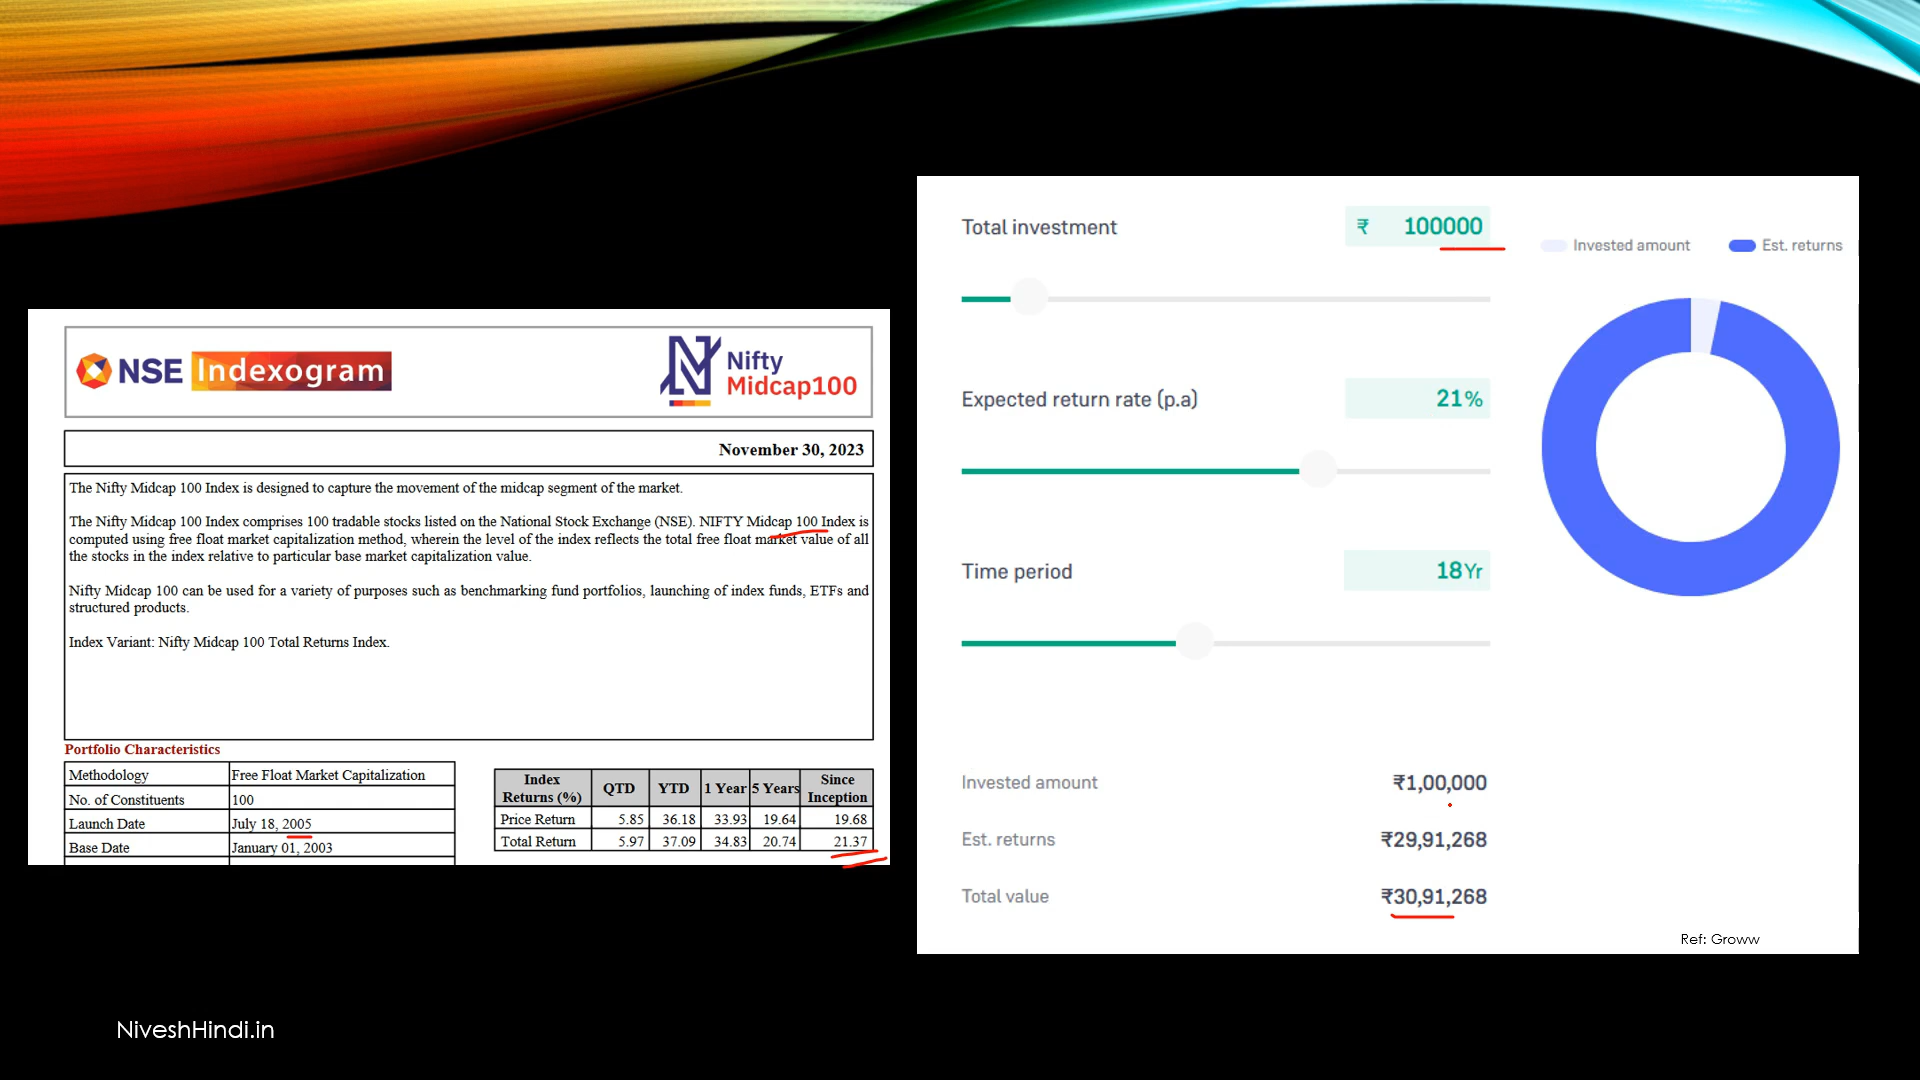 NSE Indexogram
Nifty
Midcap100
November 30, 2023
The Nifty Midcap 100 Index is designed to capture the movement of the midcap segment of the market.
The Nifty Midcap 100 Index comprises 100 tradable stocks listed on the National Stock Exchange (NSE). NIFTY Midcap 100 Index is
computed using free float market capitalization method, wherein the level of the index reflects the total free float market value of all
the stocks in the index relative to particular base market capitalization value.
Nifty Midcap 100 can be used for a variety of purposes such as benchmarking fund portfolios, launching of index funds, ETFs and
structured products.
Index Variant: Nifty Midcap 100 Total Returns Index.
Portfolio Characteristics
Methodology Free Float Market Capitalization
No. of Constituents 100
Launch Date July 18, 2005
Base Date January 01, 2003
Index Returns (%) QTD YTD 1 Year 5 Years Since Inception
Price Return 5.85 36.18 33.93 19.64 19.68
Total Return 5.97 37.09 34.83 20.74 21.37
Total investment ₹ 100000
Invested amount Est. returns
Expected return rate (p.a) 21%
Time period 18Yr
Invested amount ₹1,00,000
Est. returns ₹29,91,268
Total value ₹30,91,268
Ref: Groww
NiveshHindi.in